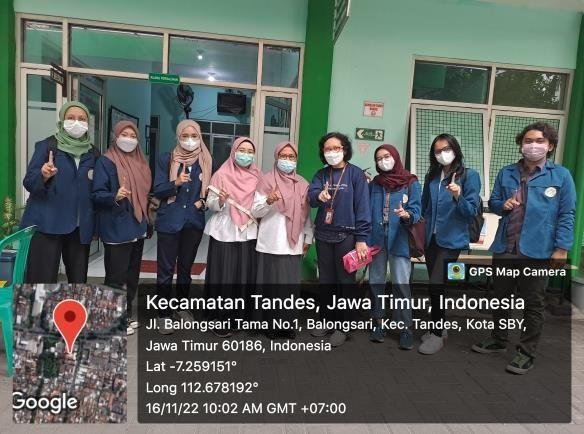 GPS Map Camera
Kecamatan Tandes, Jawa Timur, Indonesia
Jl. Balongsari Tama No.1, Balongsari, Kec. Tandes, Kota SBY,
Jawa Timur 60186, Indonesia
Lat -7.259151°
Long 112.678192°
16/11/22 10:02 AM GMT +07:00
Google